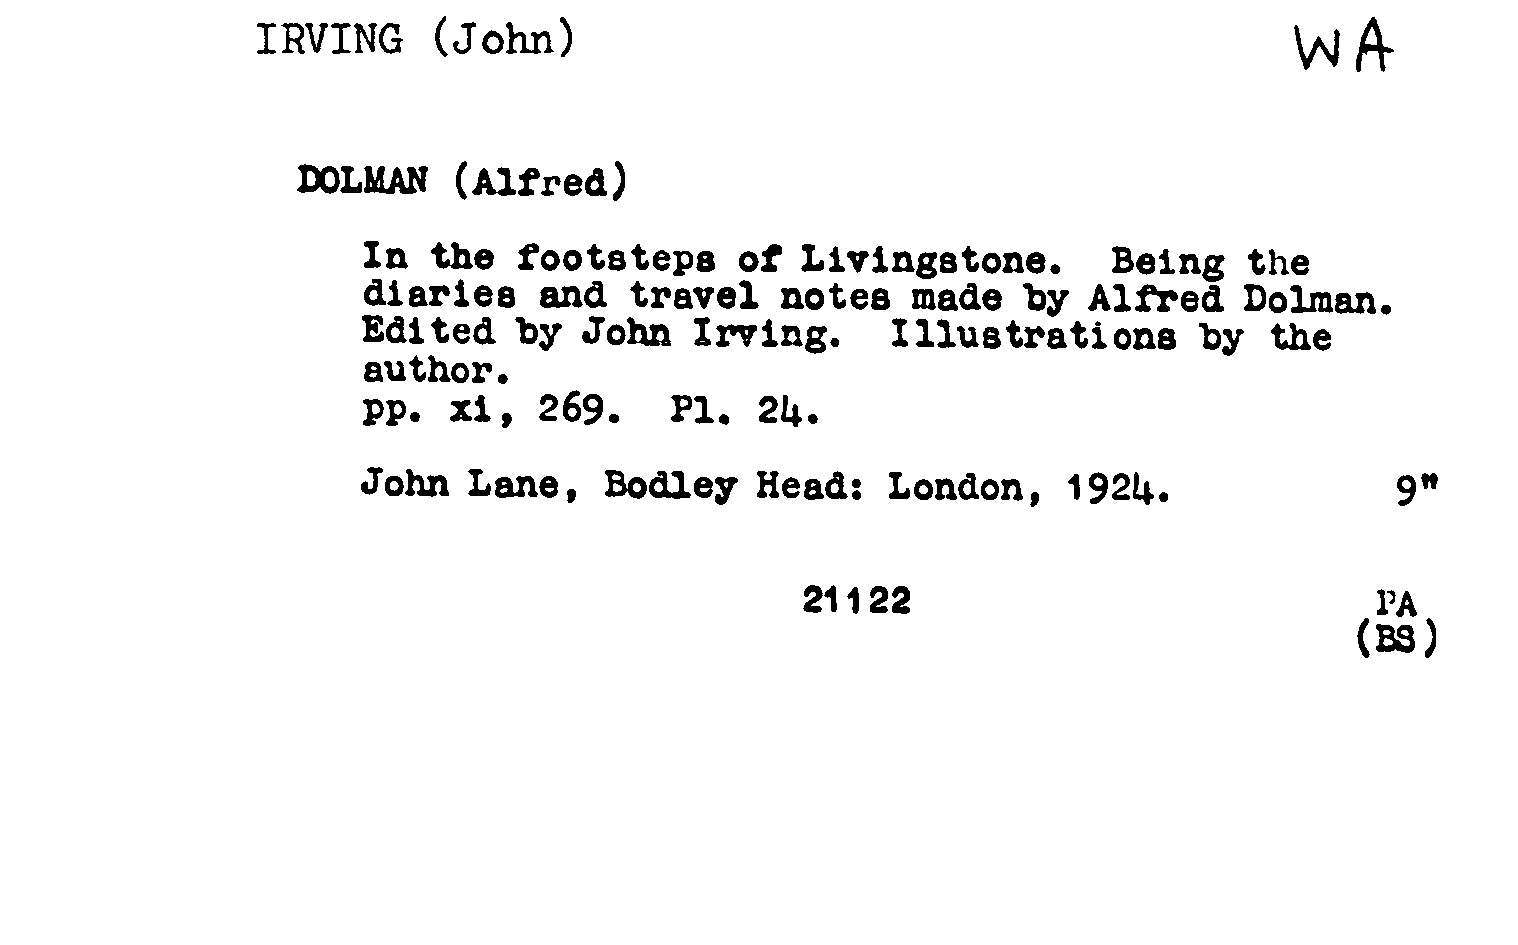 IRVING (John)
WA
DOLMAN (Alfred)
In the footsteps of Livingstone. Being the
diaries and travel notes made by Alfred Dolman.
Edited by John Irving. Illustrations by the
author.
pp. xi, 269. Pl. 24.
John Lane, Bodley Head: London, 1924. 9"
21122
PA
(BS)